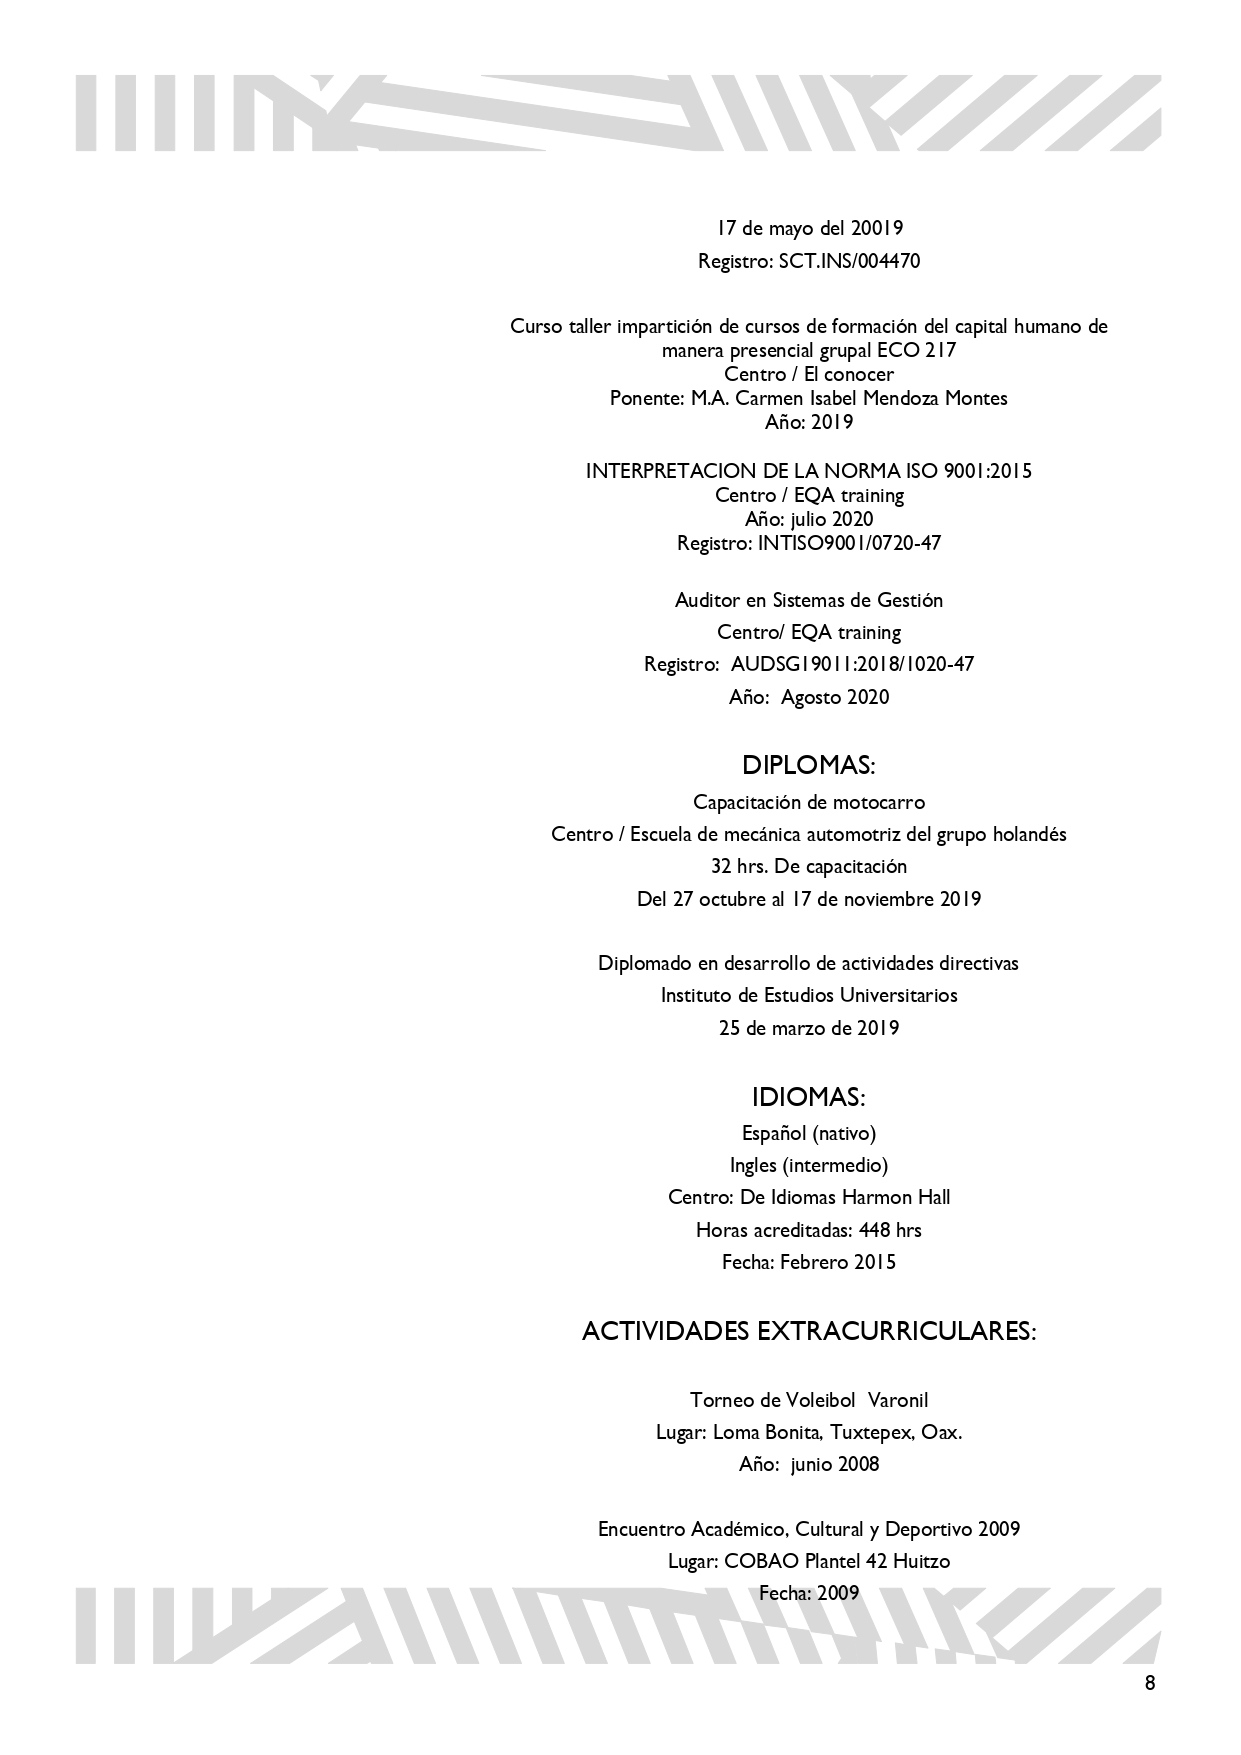 17 de mayo del 20019
Registro: SCT.INS/004470
Curso taller impartición de cursos de formación del capital humano de
manera presencial grupal ECO 217
Centro / El conocer
Ponente: M.A. Carmen Isabel Mendoza Montes
Año: 2019
INTERPRETACION DE LA NORMA ISO 9001:2015
Centro / EQA training
Año: julio 2020
Registro: INTISO9001/0720-47
Auditor en Sistemas de Gestión
Centro/ EQA training
Registro:  AUDSG19011:2018/1020-47
Año:  Agosto 2020
DIPLOMAS:
Capacitación de motocarro
Centro / Escuela de mecánica automotriz del grupo holandés
32 hrs. De capacitación
Del 27 octubre al 17 de noviembre 2019
Diplomado en desarrollo de actividades directivas
Instituto de Estudios Universitarios
25 de marzo de 2019
IDIOMAS:
Español (nativo)
Ingles (intermedio)
Centro: De Idiomas Harmon Hall
Horas acreditadas: 448 hrs
Fecha: Febrero 2015
ACTIVIDADES EXTRACURRICULARES:
Torneo de Voleibol  Varonil
Lugar: Loma Bonita, Tuxtepex, Oax.
Año:  junio 2008
Encuentro Académico, Cultural y Deportivo 2009
Lugar: COBAO Plantel 42 Huitzo
Fecha: 2009
8